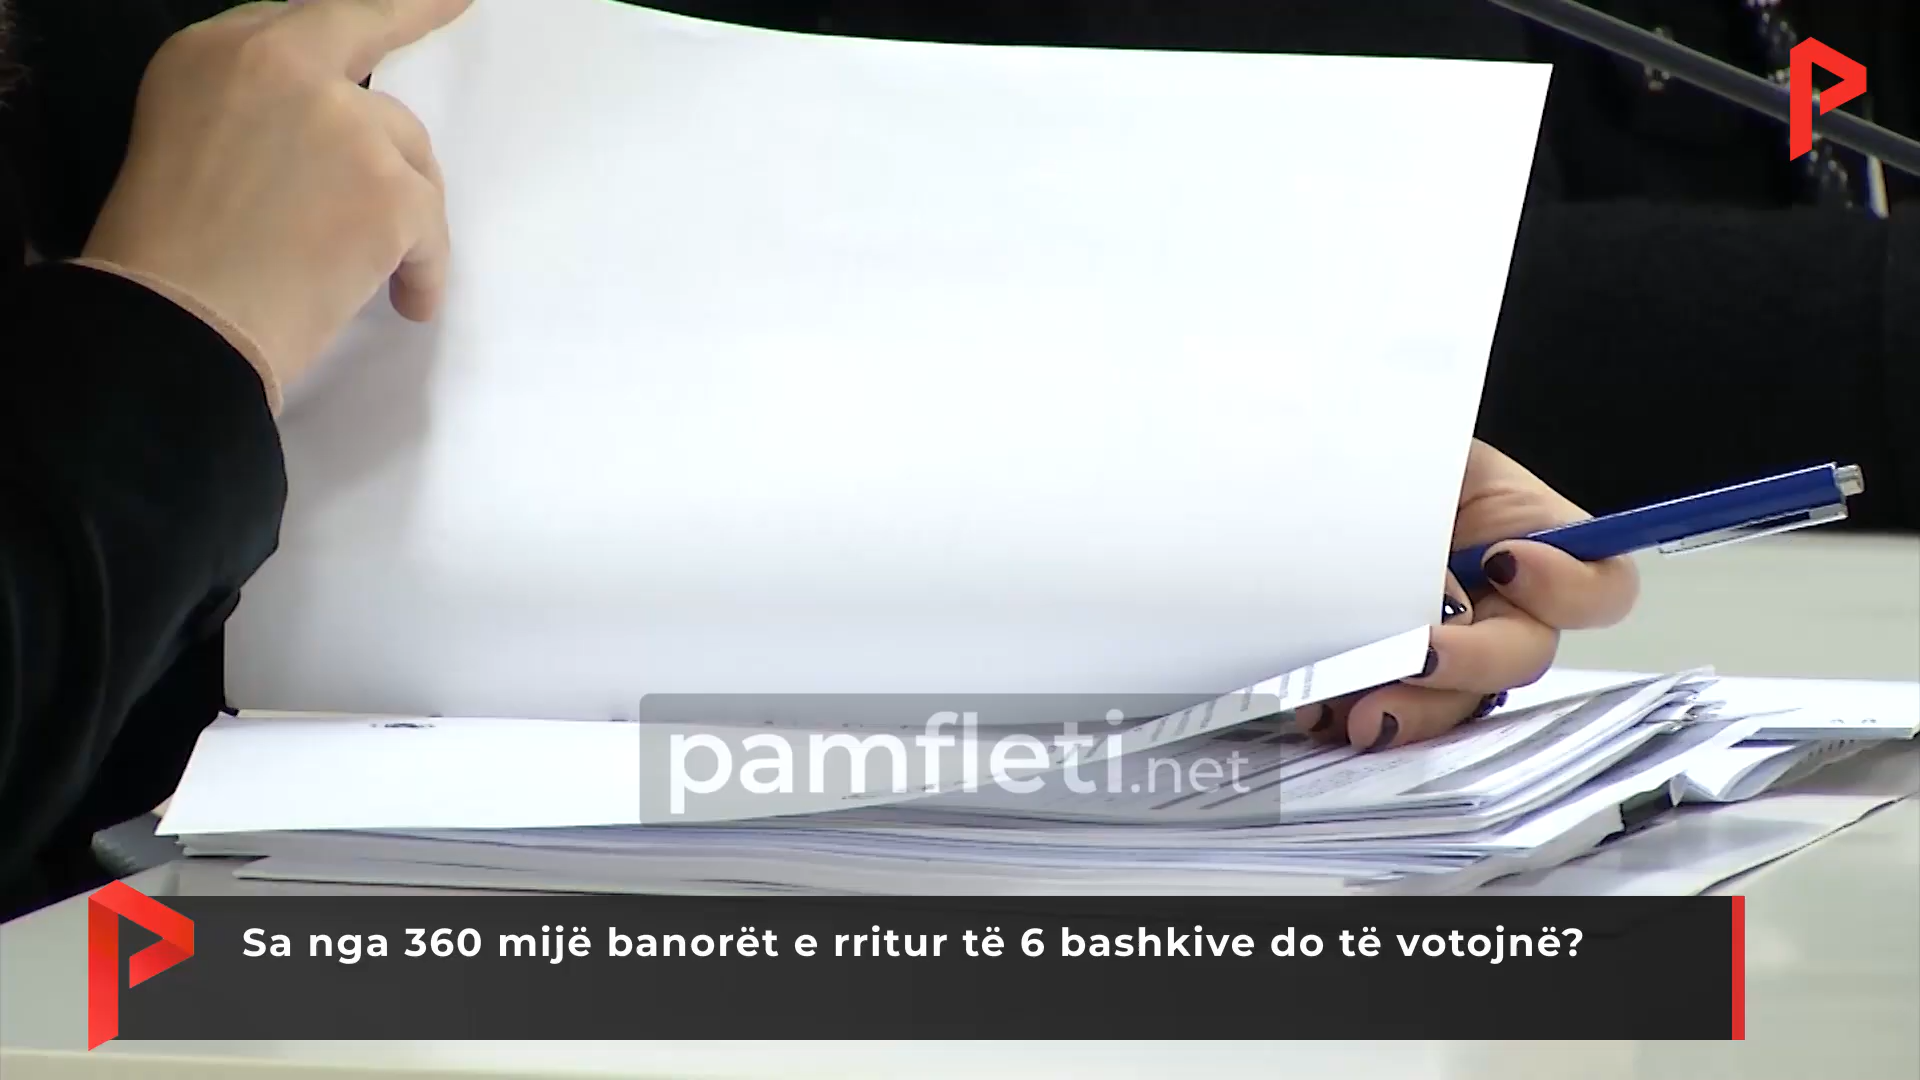 pamfleti.net
Sa nga 360 mijë banorët e rritur të 6 bashkive do të votojnë?